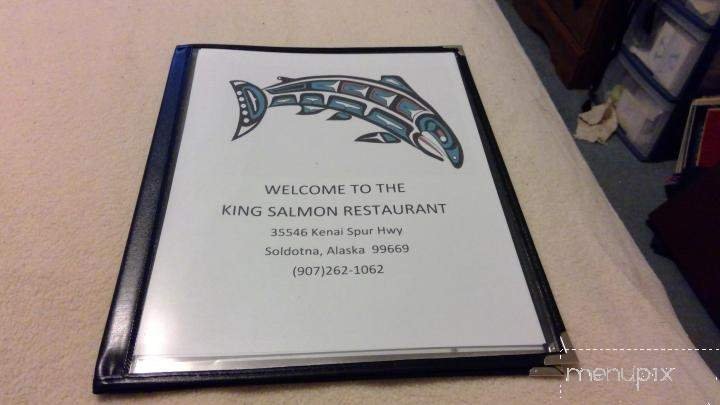 WELCOME TO THE
KING SALMON RESTAURANT
35546 Kenai Spur Hwy
Soldotna, Alaska 99669
(907)262-1062
menupix